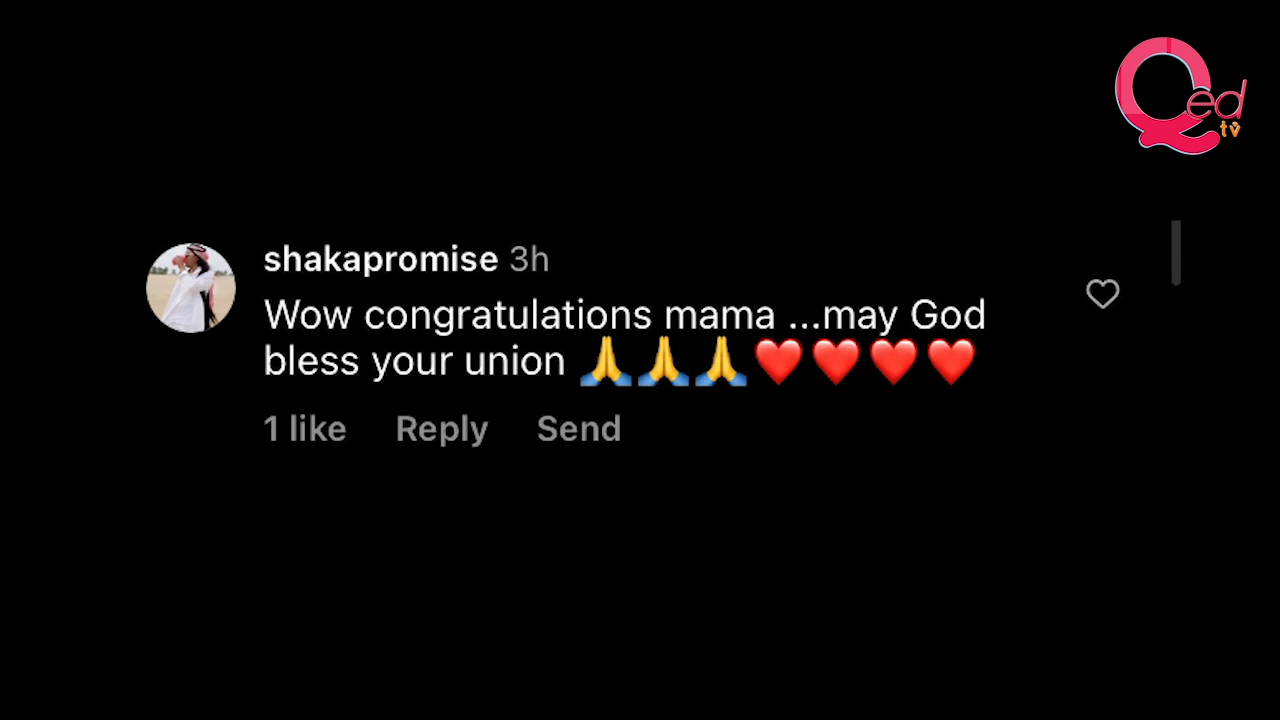 Qed
tv
shakapromise 3h
Wow congratulations mama ...may God
bless your union 🙏🙏🙏❤️❤️❤️❤️
1 like Reply Send